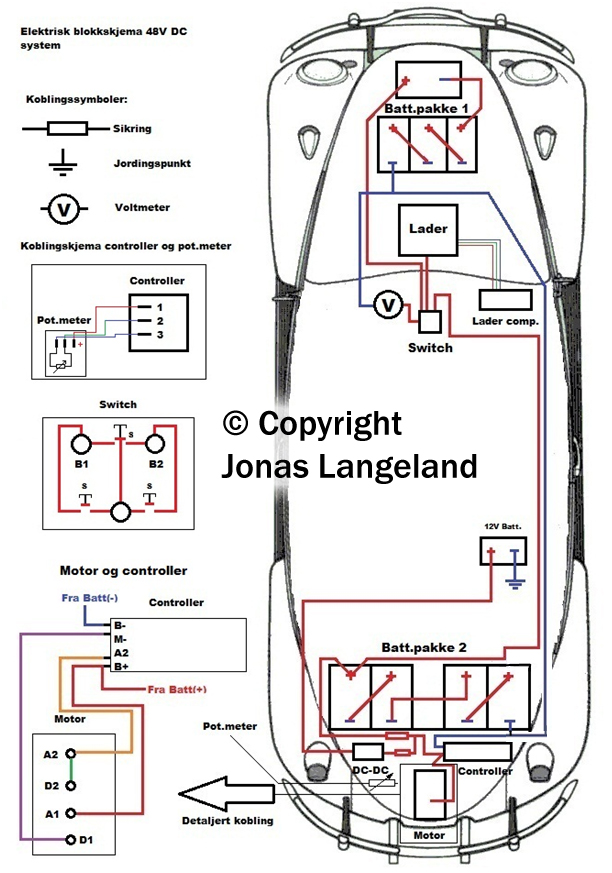 Elektrisk blokkskjema 48V DC
system
Koblingssymboler:
Sikring
Jordingspunkt
V
Voltmeter
Koblingskjema controller og pot.meter
Controller
1
2
3
Pot.meter
+
Switch
S
B1
B2
S
S
Motor og controller
Fra Batt(-)
Controller
B-
M-
A2
B+
Fra Batt(+)
Motor
A2
D2
A1
D1
Batt.pakke 1
Lader
V
Lader comp.
Switch
© Copyright
Jonas Langeland
12V Batt.
Batt.pakke 2
Pot.meter
DC-DC
Controller
Detaljert kobling
Motor